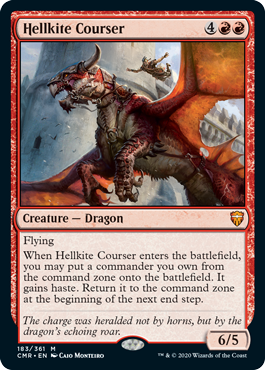 Hellkite Courser 4
Creature — Dragon
Flying
When Hellkite Courser enters the battlefield,
you may put a commander you own from
the command zone onto the battlefield. It
gains haste. Return it to the command zone
at the beginning of the next end step.
The charge was heralded not by horns, but by the
dragon's echoing roar.
6/5
183/361 M
CMR • EN CAIO MONTEIRO
™ & © 2020 Wizards of the Coast